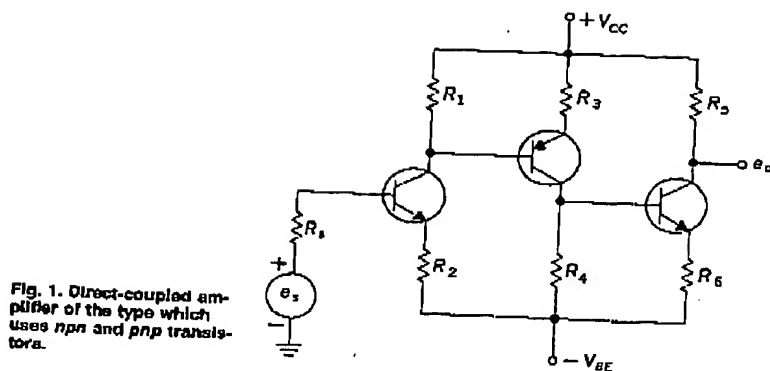 + V_CC
R_1
R_3
R_5
e_o
R_s
+
R_2
R_4
R_6
e_s
-
- V_BE
Fig. 1. Direct-coupled am-
plifier of the type which
uses npn and pnp transis-
tors.